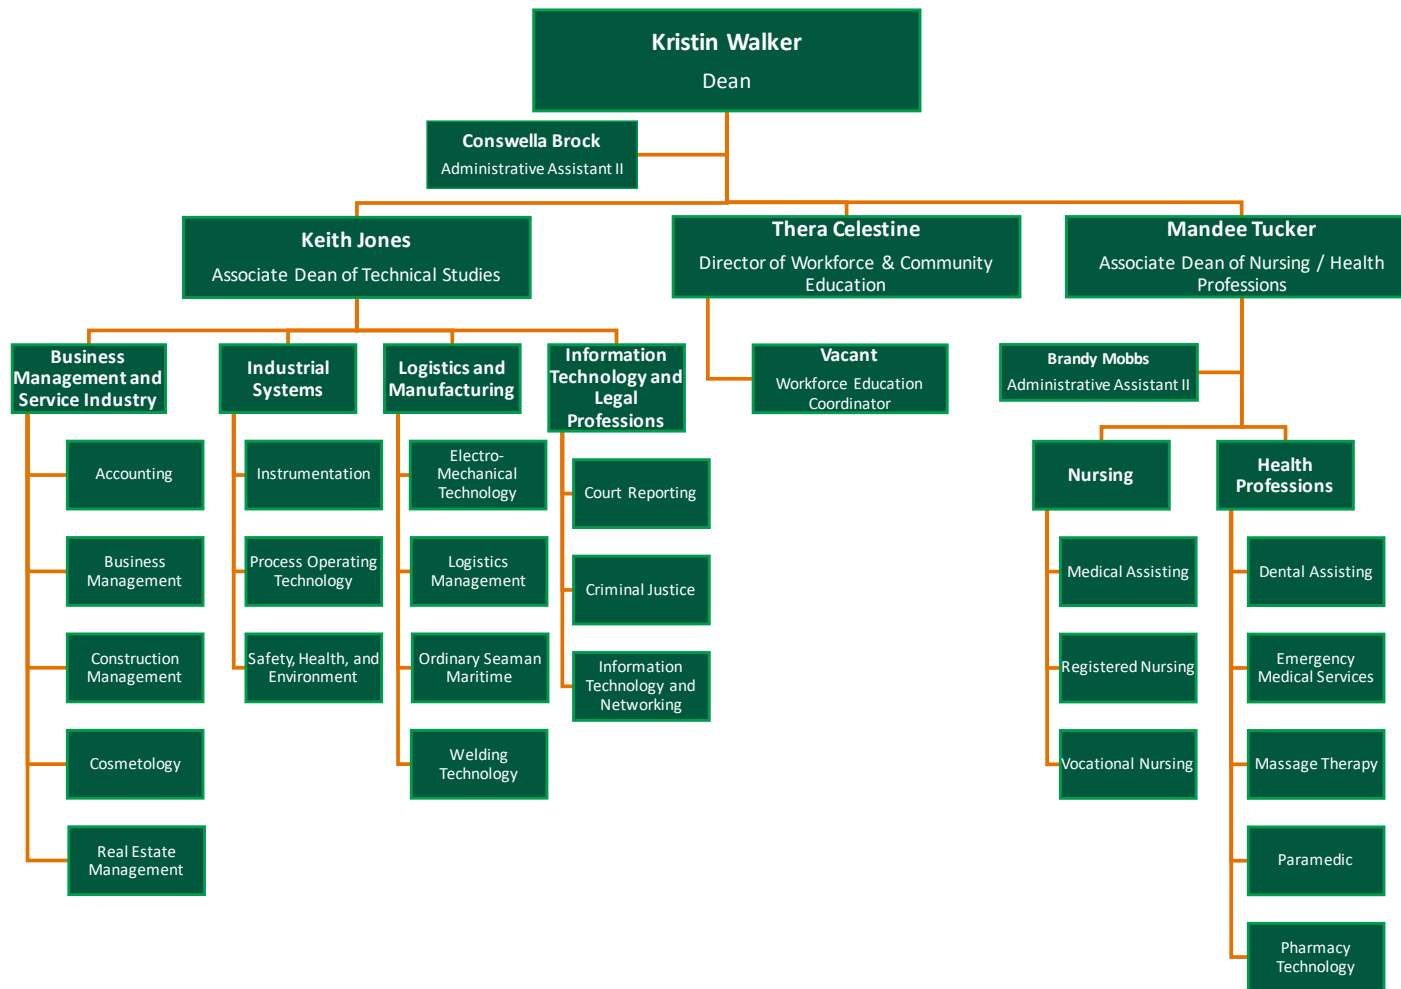 Kristin Walker
Dean
Conswella Brock
Administrative Assistant II
Keith Jones
Associate Dean of Technical Studies
Thera Celestine
Director of Workforce & Community
Education
Mandee Tucker
Associate Dean of Nursing / Health
Professions
Business
Management and
Service Industry
Industrial
Systems
Logistics and
Manufacturing
Information
Technology and
Legal
Professions
Vacant
Workforce Education
Coordinator
Brandy Mobbs
Administrative Assistant II
Accounting
Business
Management
Construction
Management
Cosmetology
Real Estate
Management
Instrumentation
Process Operating
Technology
Safety, Health, and
Environment
Electro-
Mechanical
Technology
Logistics
Management
Ordinary Seaman
Maritime
Welding
Technology
Court Reporting
Criminal Justice
Information
Technology and
Networking
Nursing
Medical Assisting
Registered Nursing
Vocational Nursing
Health
Professions
Dental Assisting
Emergency
Medical Services
Massage Therapy
Paramedic
Pharmacy
Technology